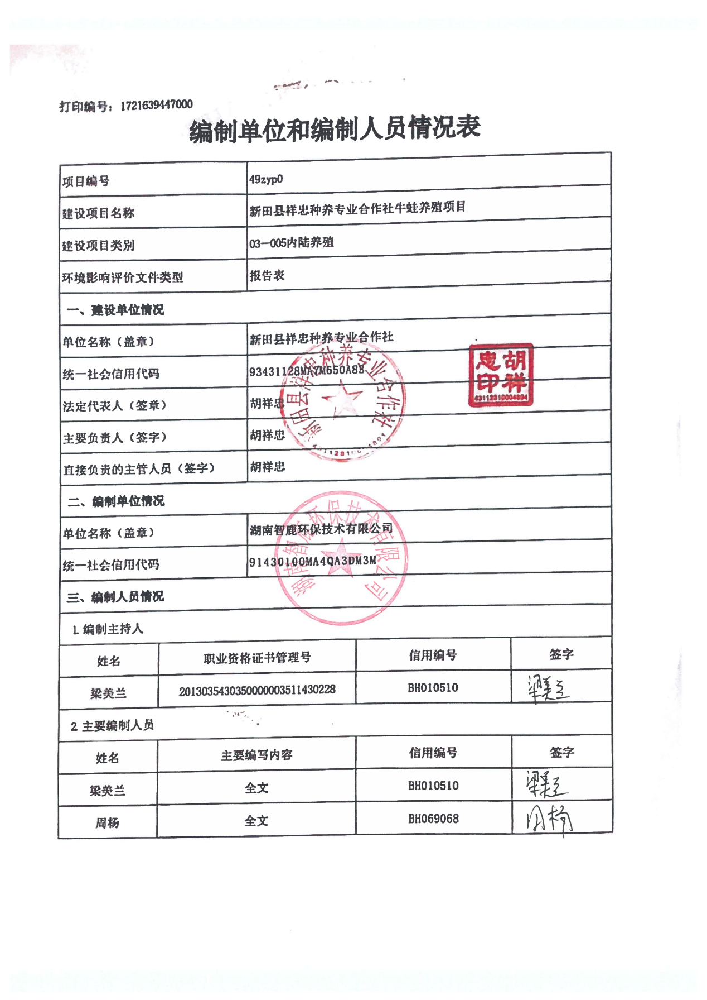 打印编号：1721639447000
编制单位和编制人员情况表
项目编号 49zyp0
建设项目名称 新田县祥忠种养专业合作社牛蛙养殖项目
建设项目类别 03—005内陆养殖
环境影响评价文件类型 报告表
一、建设单位情况
单位名称（盖章） 新田县祥忠种养专业合作社
统一社会信用代码 93431128MA7M650A88
法定代表人（签章） 胡祥忠
主要负责人（签字） 胡祥忠
直接负责的主管人员（签字） 胡祥忠
新田县祥忠种养专业合作社
胡祥忠印
43112810004894
二、编制单位情况
单位名称（盖章） 湖南智鹿环保技术有限公司
统一社会信用代码 91430100MA4QA3DM3M
湖南智鹿环保技术有限公司
三、编制人员情况
1 编制主持人
姓名 职业资格证书管理号 信用编号 签字
梁美兰 2013035430350000003511430228 BH010510 梁美兰
2 主要编制人员
姓名 主要编写内容 信用编号 签字
梁美兰 全文 BH010510 梁美兰
周杨 全文 BH069068 周杨